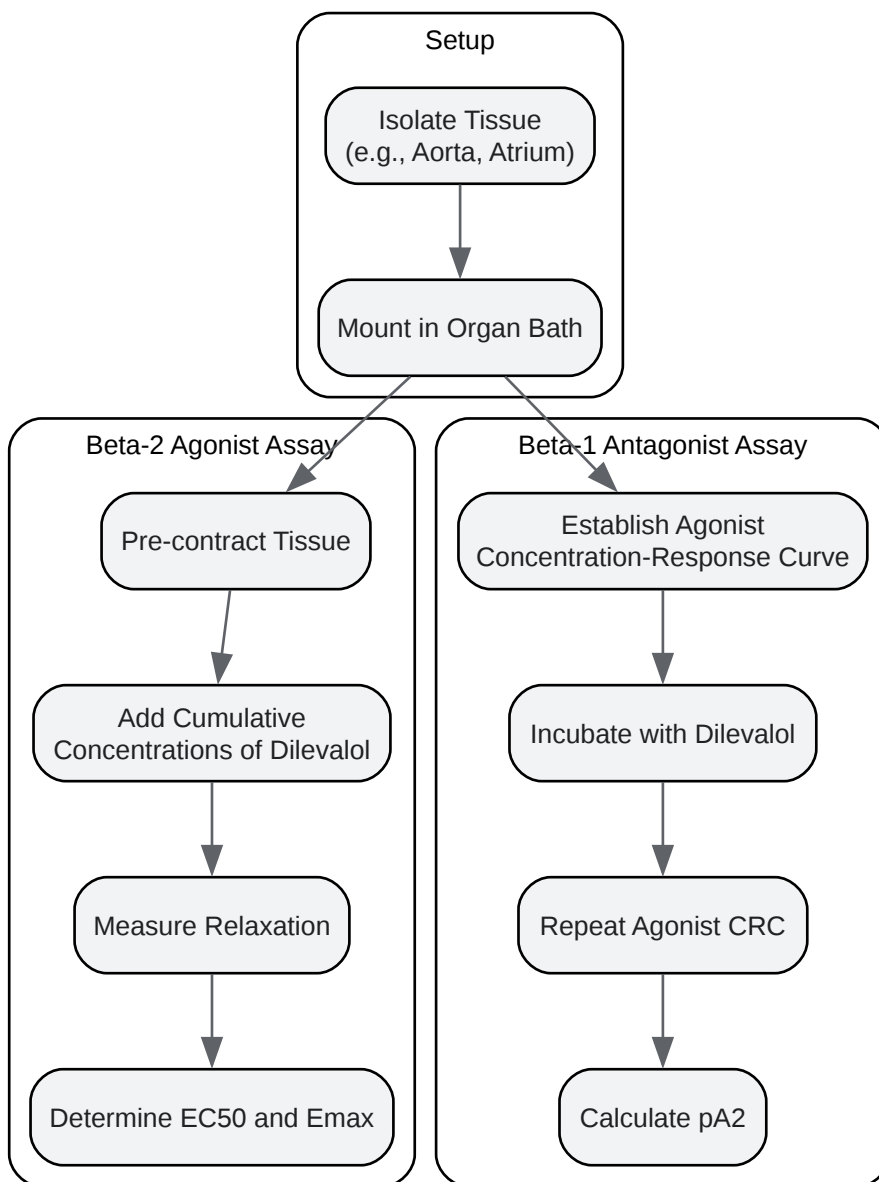 Setup
Isolate Tissue
(e.g., Aorta, Atrium)
Mount in Organ Bath
Beta-2 Agonist Assay
Pre-contract Tissue
Add Cumulative
Concentrations of Dilevalol
Measure Relaxation
Determine EC50 and Emax
Beta-1 Antagonist Assay
Establish Agonist
Concentration-Response Curve
Incubate with Dilevalol
Repeat Agonist CRC
Calculate pA2